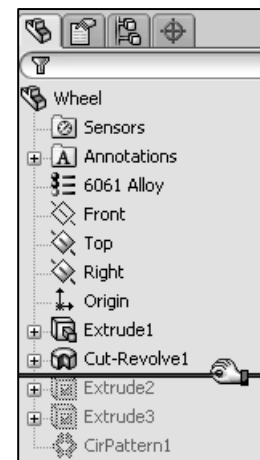 Wheel
Sensors
A Annotations
6061 Alloy
Front
Top
Right
Origin
Extrude1
Cut-Revolve1
Extrude2
Extrude3
CirPattern1